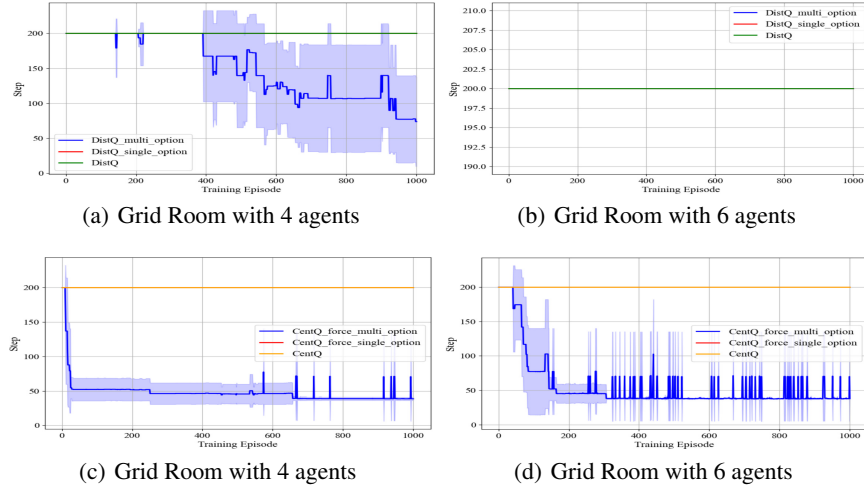 200
150
100
50
0
Step
DistQ_multi_option
DistQ_single_option
DistQ
0 200 400 600 800 1000
Training Episode
(a) Grid Room with 4 agents
210.0
207.5
205.0
202.5
200.0
197.5
195.0
192.5
190.0
Step
DistQ_multi_option
DistQ_single_option
DistQ
0 200 400 600 800 1000
Training Episode
(b) Grid Room with 6 agents
200
150
100
50
0
Step
CentQ_force_multi_option
CentQ_force_single_option
CentQ
0 200 400 600 800 1000
Training Episode
(c) Grid Room with 4 agents
200
150
100
50
0
Step
CentQ_force_multi_option
CentQ_force_single_option
CentQ
0 200 400 600 800 1000
Training Episode
(d) Grid Room with 6 agents